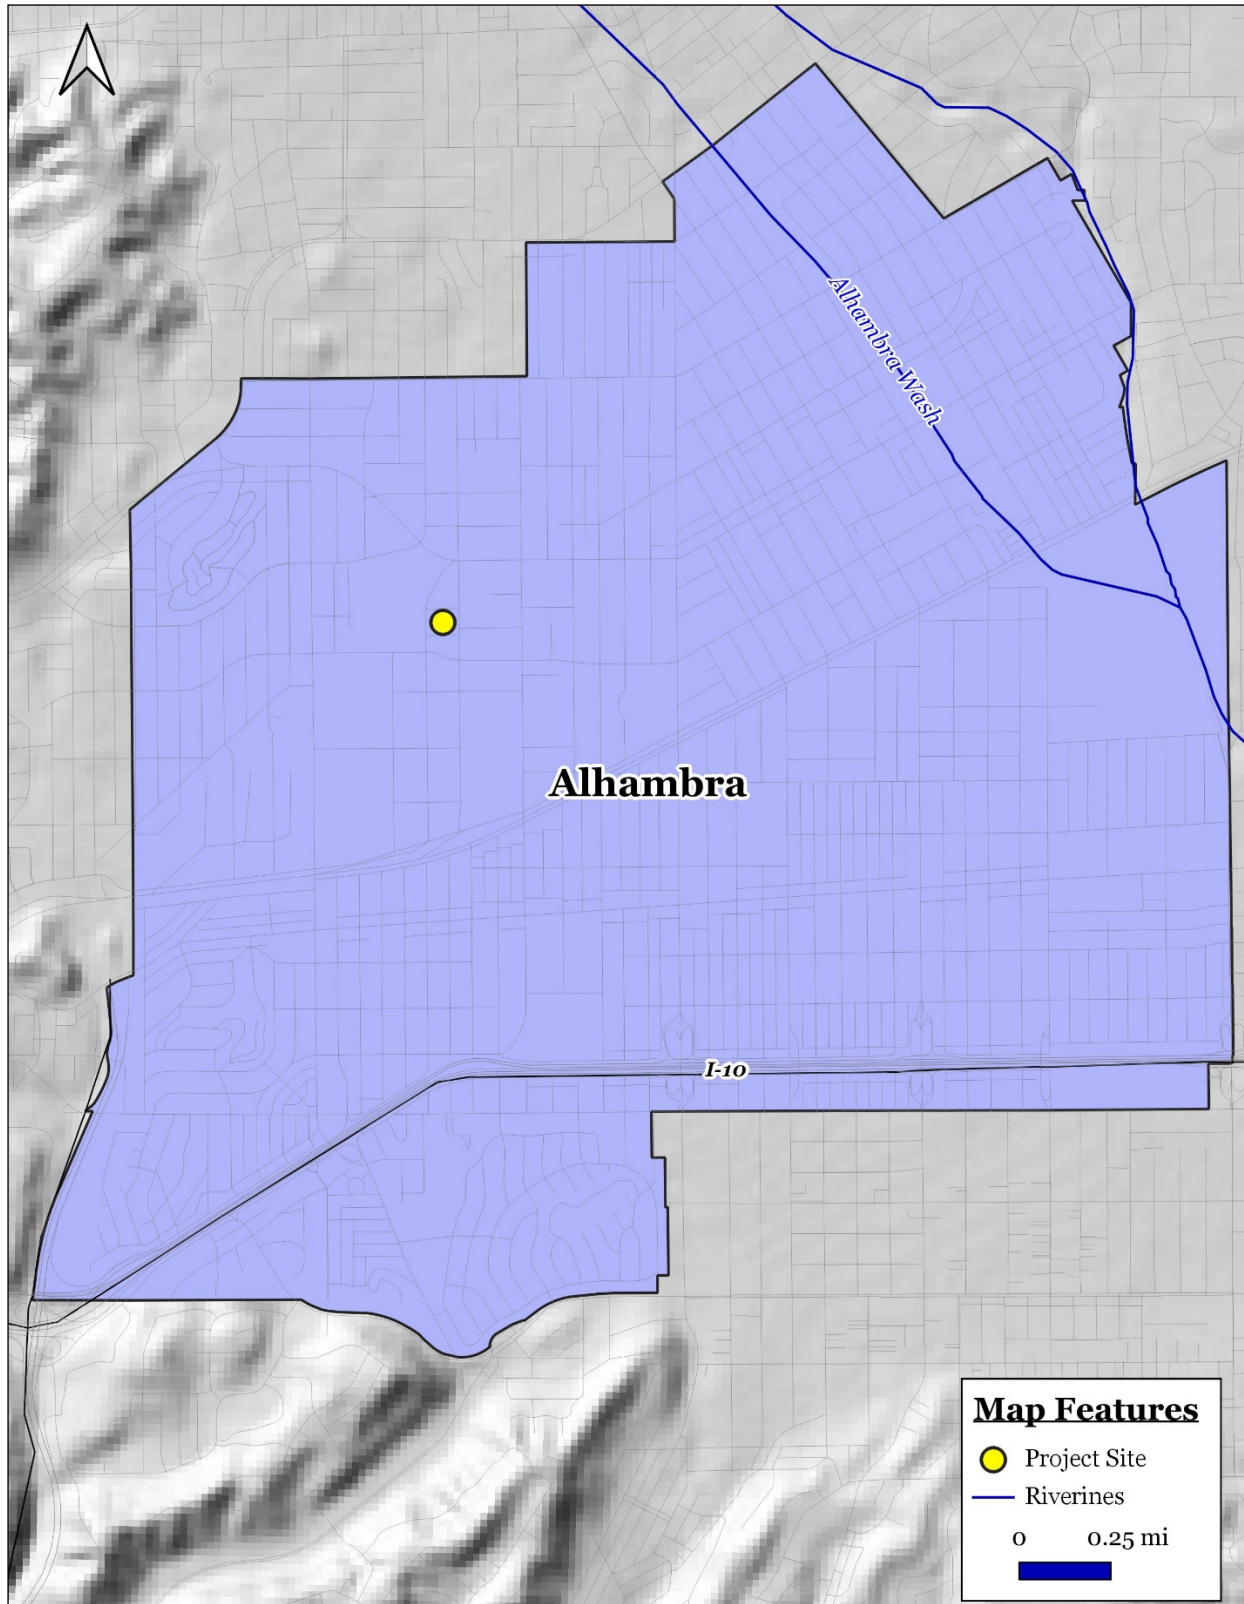 Alhambra-Wash
Alhambra
I-10
Map Features
Project Site
Riverines
0 0.25 mi